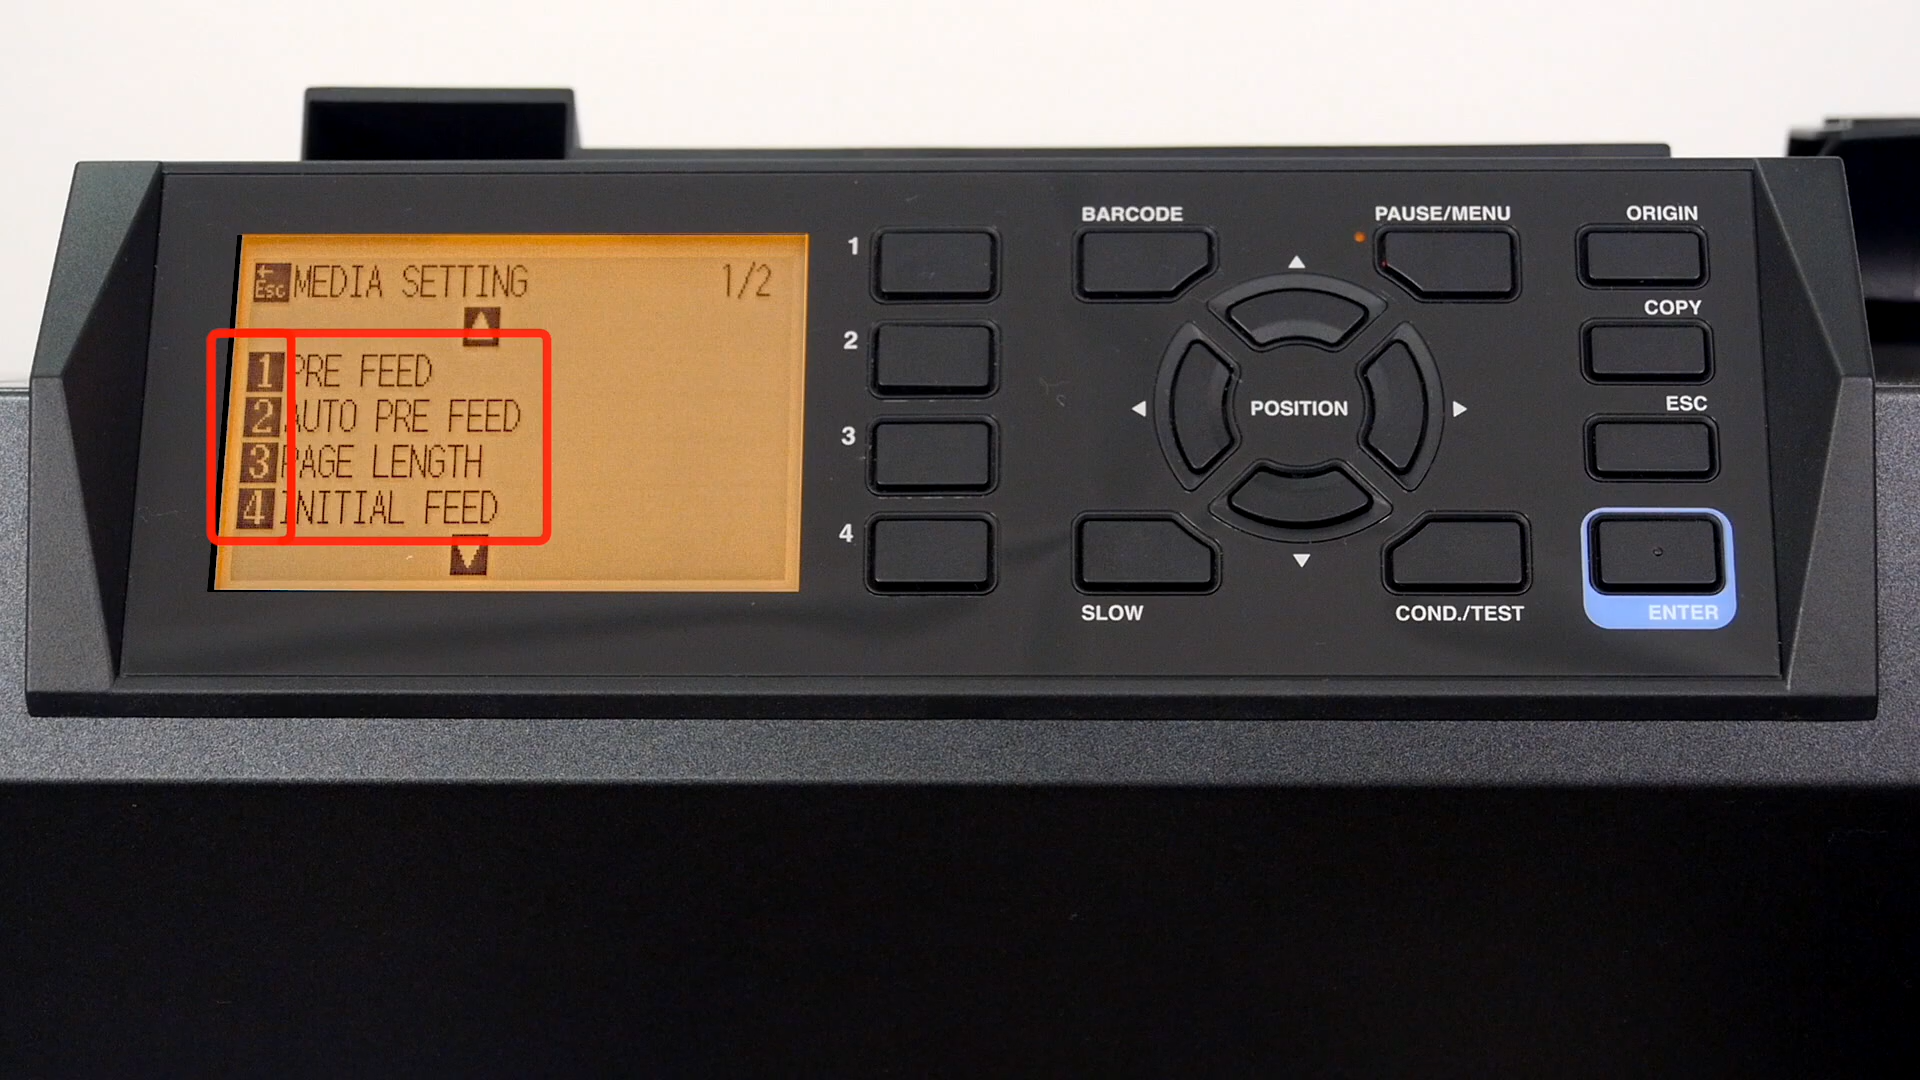 ←
Esc MEDIA SETTING 1/2
▲
1 PRE FEED
2 AUTO PRE FEED
3 PAGE LENGTH
4 INITIAL FEED
▼
1
2
3
4
BARCODE
PAUSE/MENU
ORIGIN
COPY
POSITION
ESC
SLOW
COND./TEST
ENTER